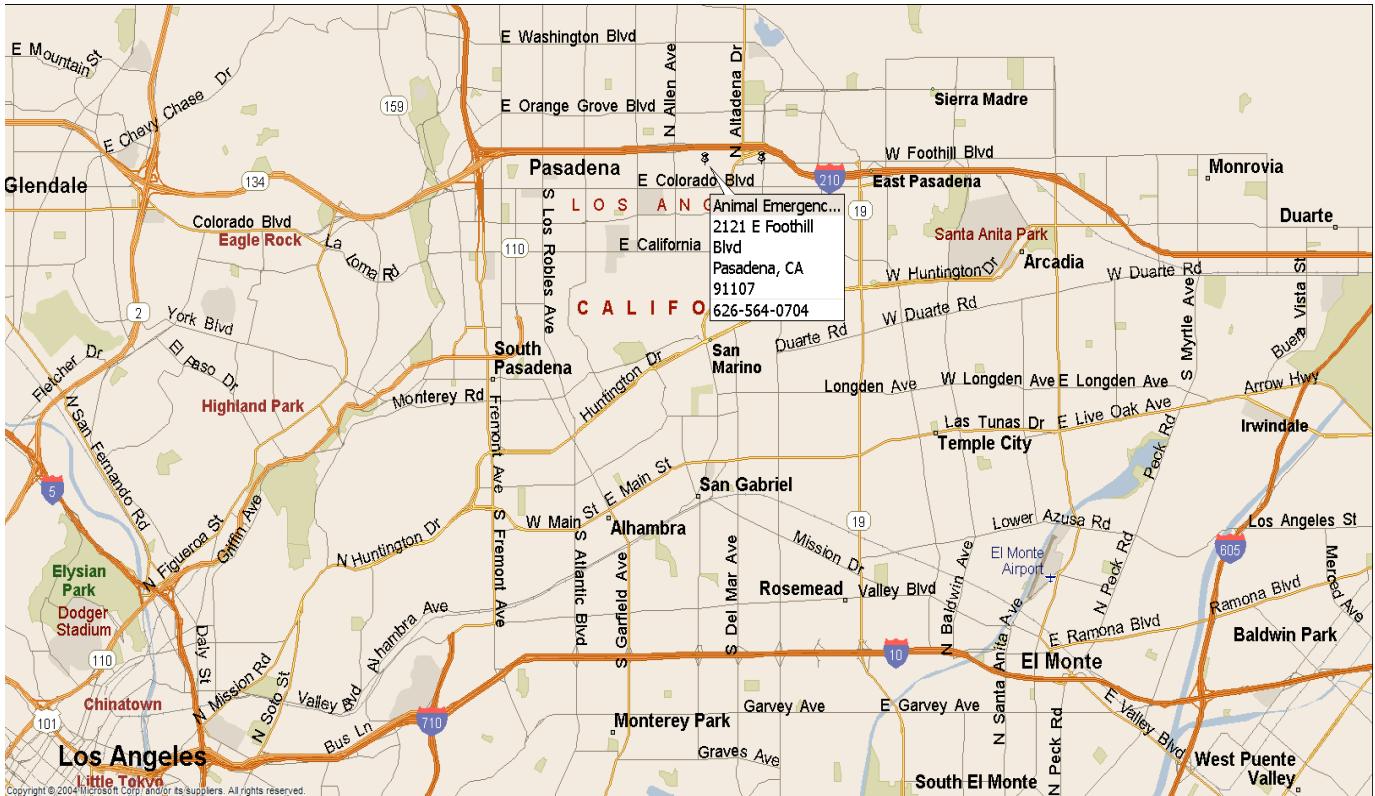 E Washington Blvd
E Mountain St
E Chevy Chase Dr
N Allen Ave
N Altadena Dr
Sierra Madre
159
E Orange Grove Blvd
W Foothill Blvd
Monrovia
Pasadena
Glendale
134
E Colorado Blvd
210
East Pasadena
Animal Emergenc...
2121 E Foothill
Blvd
Pasadena, CA
91107
626-564-0704
LOS ANG
19
Duarte
Colorado Blvd
Eagle Rock
La Loma Rd
110
S Los Robles Ave
E California
Santa Anita Park
Arcadia
W Huntington Dr
W Duarte Rd
CALIFO
2
York Blvd
El Paso Dr
W Duarte Rd
Duarte Rd
S Myrtle Ave
Buena Vista St
Fletcher Dr
South
Pasadena
San
Marino
Huntington Dr
Longden Ave
W Longden Ave
E Longden Ave
Arrow Hwy
Highland Park
Monterey Rd
N San Fernando Rd
N Fremont Ave
Las Tunas Dr
E Live Oak Ave
Irwindale
Temple City
Peck Rd
5
E Main St
San Gabriel
N Figueroa St
Griffin Ave
W Main St
Alhambra
19
Lower Azusa Rd
Los Angeles St
N Huntington Dr
S Fremont Ave
S Atlantic Blvd
S Garfield Ave
S Del Mar Ave
Mission Dr
N Baldwin Ave
El Monte
Airport
N Peck Rd
605
Merced Ave
Elysian
Park
Dodger
Stadium
Rosemead
Valley Blvd
Ramona Blvd
Alhambra Ave
N Santa Anita Ave
E Ramona Blvd
Baldwin Park
110
Daly St
10
El Monte
N Mission Rd
N Soto St
Valley Blvd
Chinatown
101
Bus Ln
710
Monterey Park
Garvey Ave
E Garvey Ave
N Peck Rd
E Valley Blvd
Los Angeles
Graves Ave
West Puente
Valley
Little Tokyo
South El Monte
Copyright © 2004 Microsoft Corp. and/or its suppliers. All rights reserved.